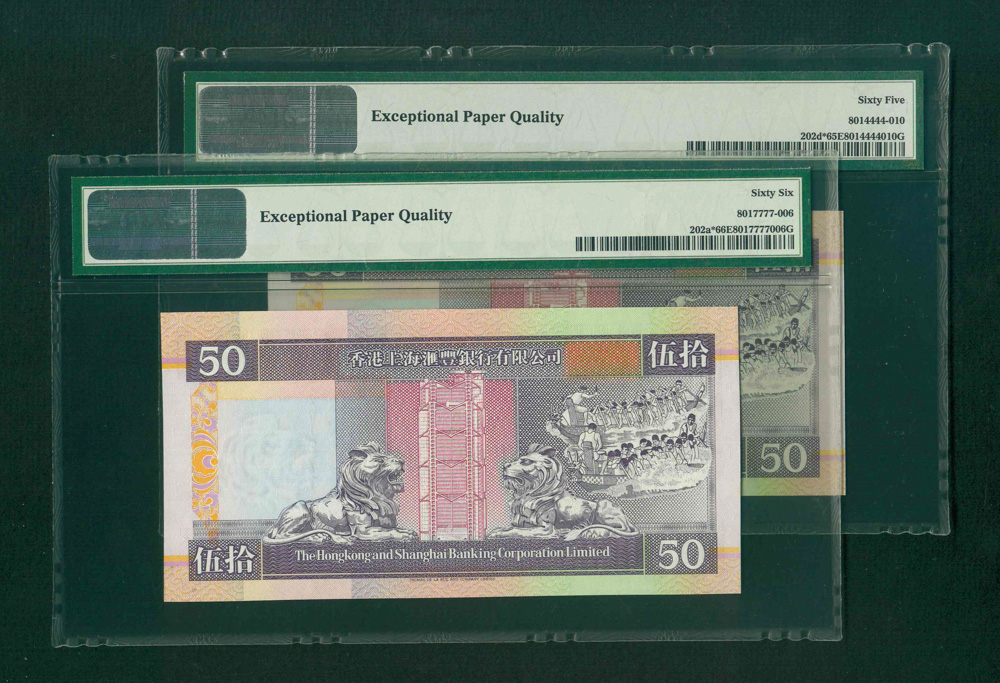 Exceptional Paper Quality
Sixty Five
8014444-010
202d*65E8014444010G
Exceptional Paper Quality
Sixty Six
8017777-006
202a*66E8017777006G
50
香港上海滙豐銀行有限公司
伍拾
50
伍拾
The Hongkong and Shanghai Banking Corporation Limited
50